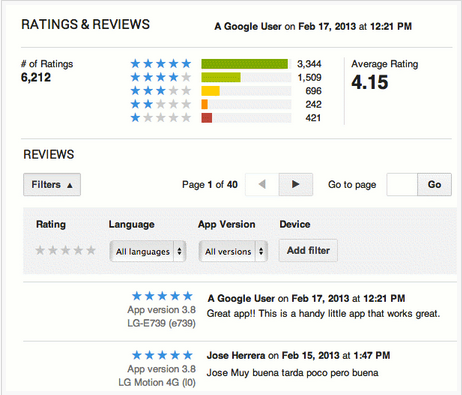 RATINGS & REVIEWS
A Google User on Feb 17, 2013 at 12:21 PM
# of Ratings
6,212
3,344
1,509
696
242
421
Average Rating
4.15
REVIEWS
Filters ▲
Page 1 of 40
◀ ▶
Go to page
Go
Rating Language App Version Device
All languages All versions Add filter
A Google User on Feb 17, 2013 at 12:21 PM
App version 3.8
LG-E739 (e739)
Great app!! This is a handy little app that works great.
Jose Herrera on Feb 15, 2013 at 1:47 PM
App version 3.8
LG Motion 4G (l0)
Jose Muy buena tarda poco pero buena